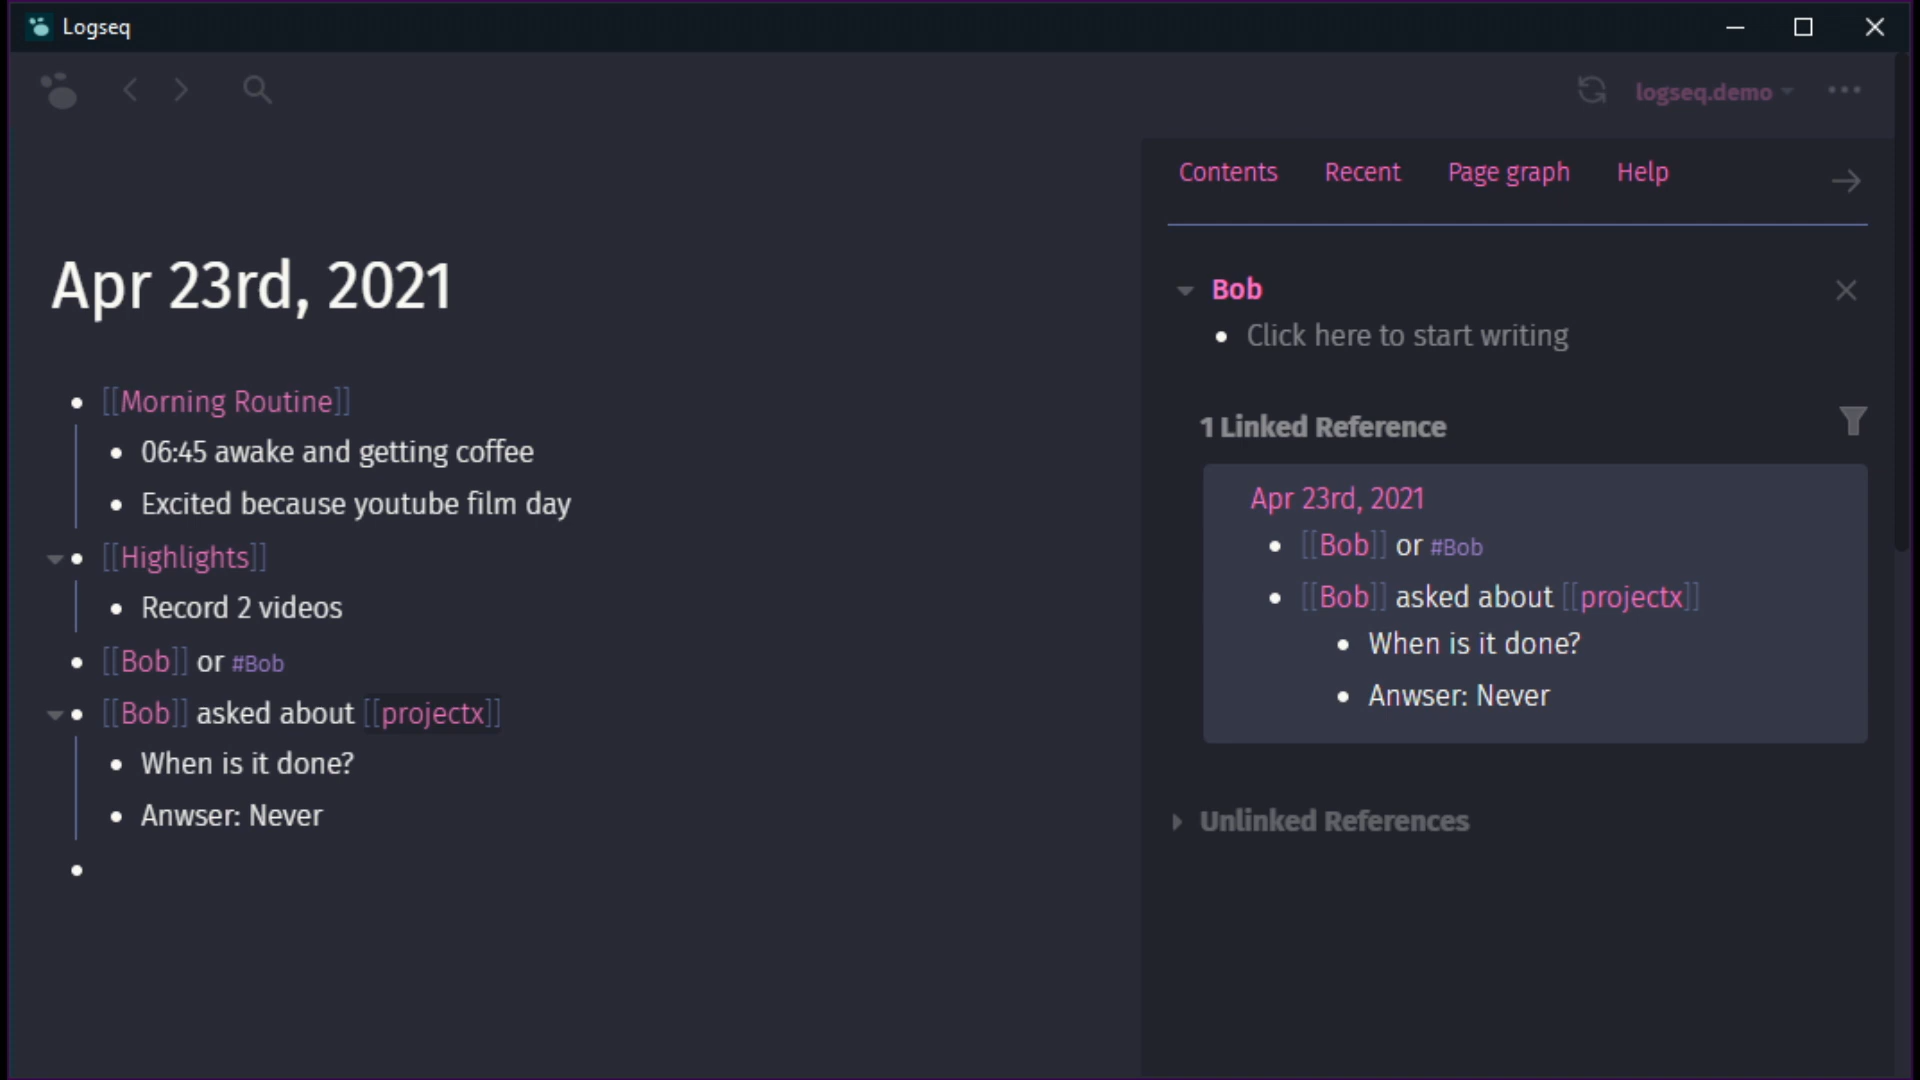 Logseq
logseq.demo
Apr 23rd, 2021
[[Morning Routine]]
06:45 awake and getting coffee
Excited because youtube film day
[[Highlights]]
Record 2 videos
[[Bob]] or #Bob
[[Bob]] asked about [[projectx]]
When is it done?
Anwser: Never
Contents Recent Page graph Help
Bob
Click here to start writing
1 Linked Reference
Apr 23rd, 2021
[[Bob]] or #Bob
[[Bob]] asked about [[projectx]]
When is it done?
Anwser: Never
Unlinked References